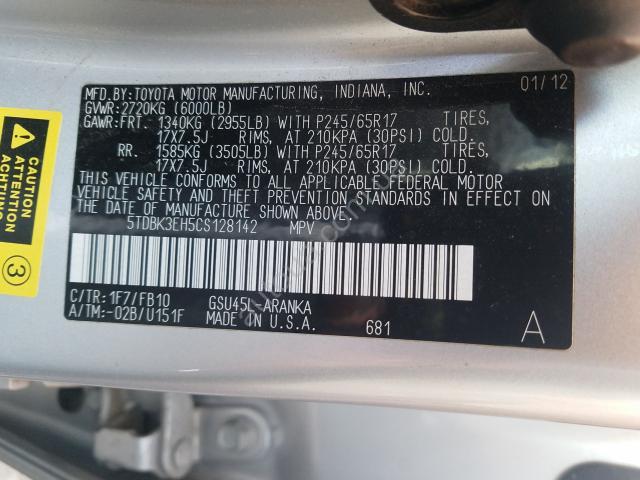 MFD.BY:TOYOTA MOTOR MANUFACTURING, INDIANA, INC. 01/12
GVWR:2720KG (6000LB)
GAWR:FRT. 1340KG (2955LB) WITH P245/65R17 TIRES,
17X7.5J RIMS, AT 210KPA (30PSI) COLD.
RR. 1585KG (3505LB) WITH P245/65R17 TIRES,
17X7.5J RIMS, AT 210KPA (30PSI) COLD.
THIS VEHICLE CONFORMS TO ALL APPLICABLE FEDERAL MOTOR
VEHICLE SAFETY AND THEFT PREVENTION STANDARDS IN EFFECT ON
THE DATE OF MANUFACTURE SHOWN ABOVE.
5TDBK3EH5CS128142 MPV
C/TR:1F7/FB10 GSU45L-ARANKA
A/TM:-02B/U151F MADE IN U.S.A. 681 A
CAUTION
ATTENTION
ACHTUNG
3